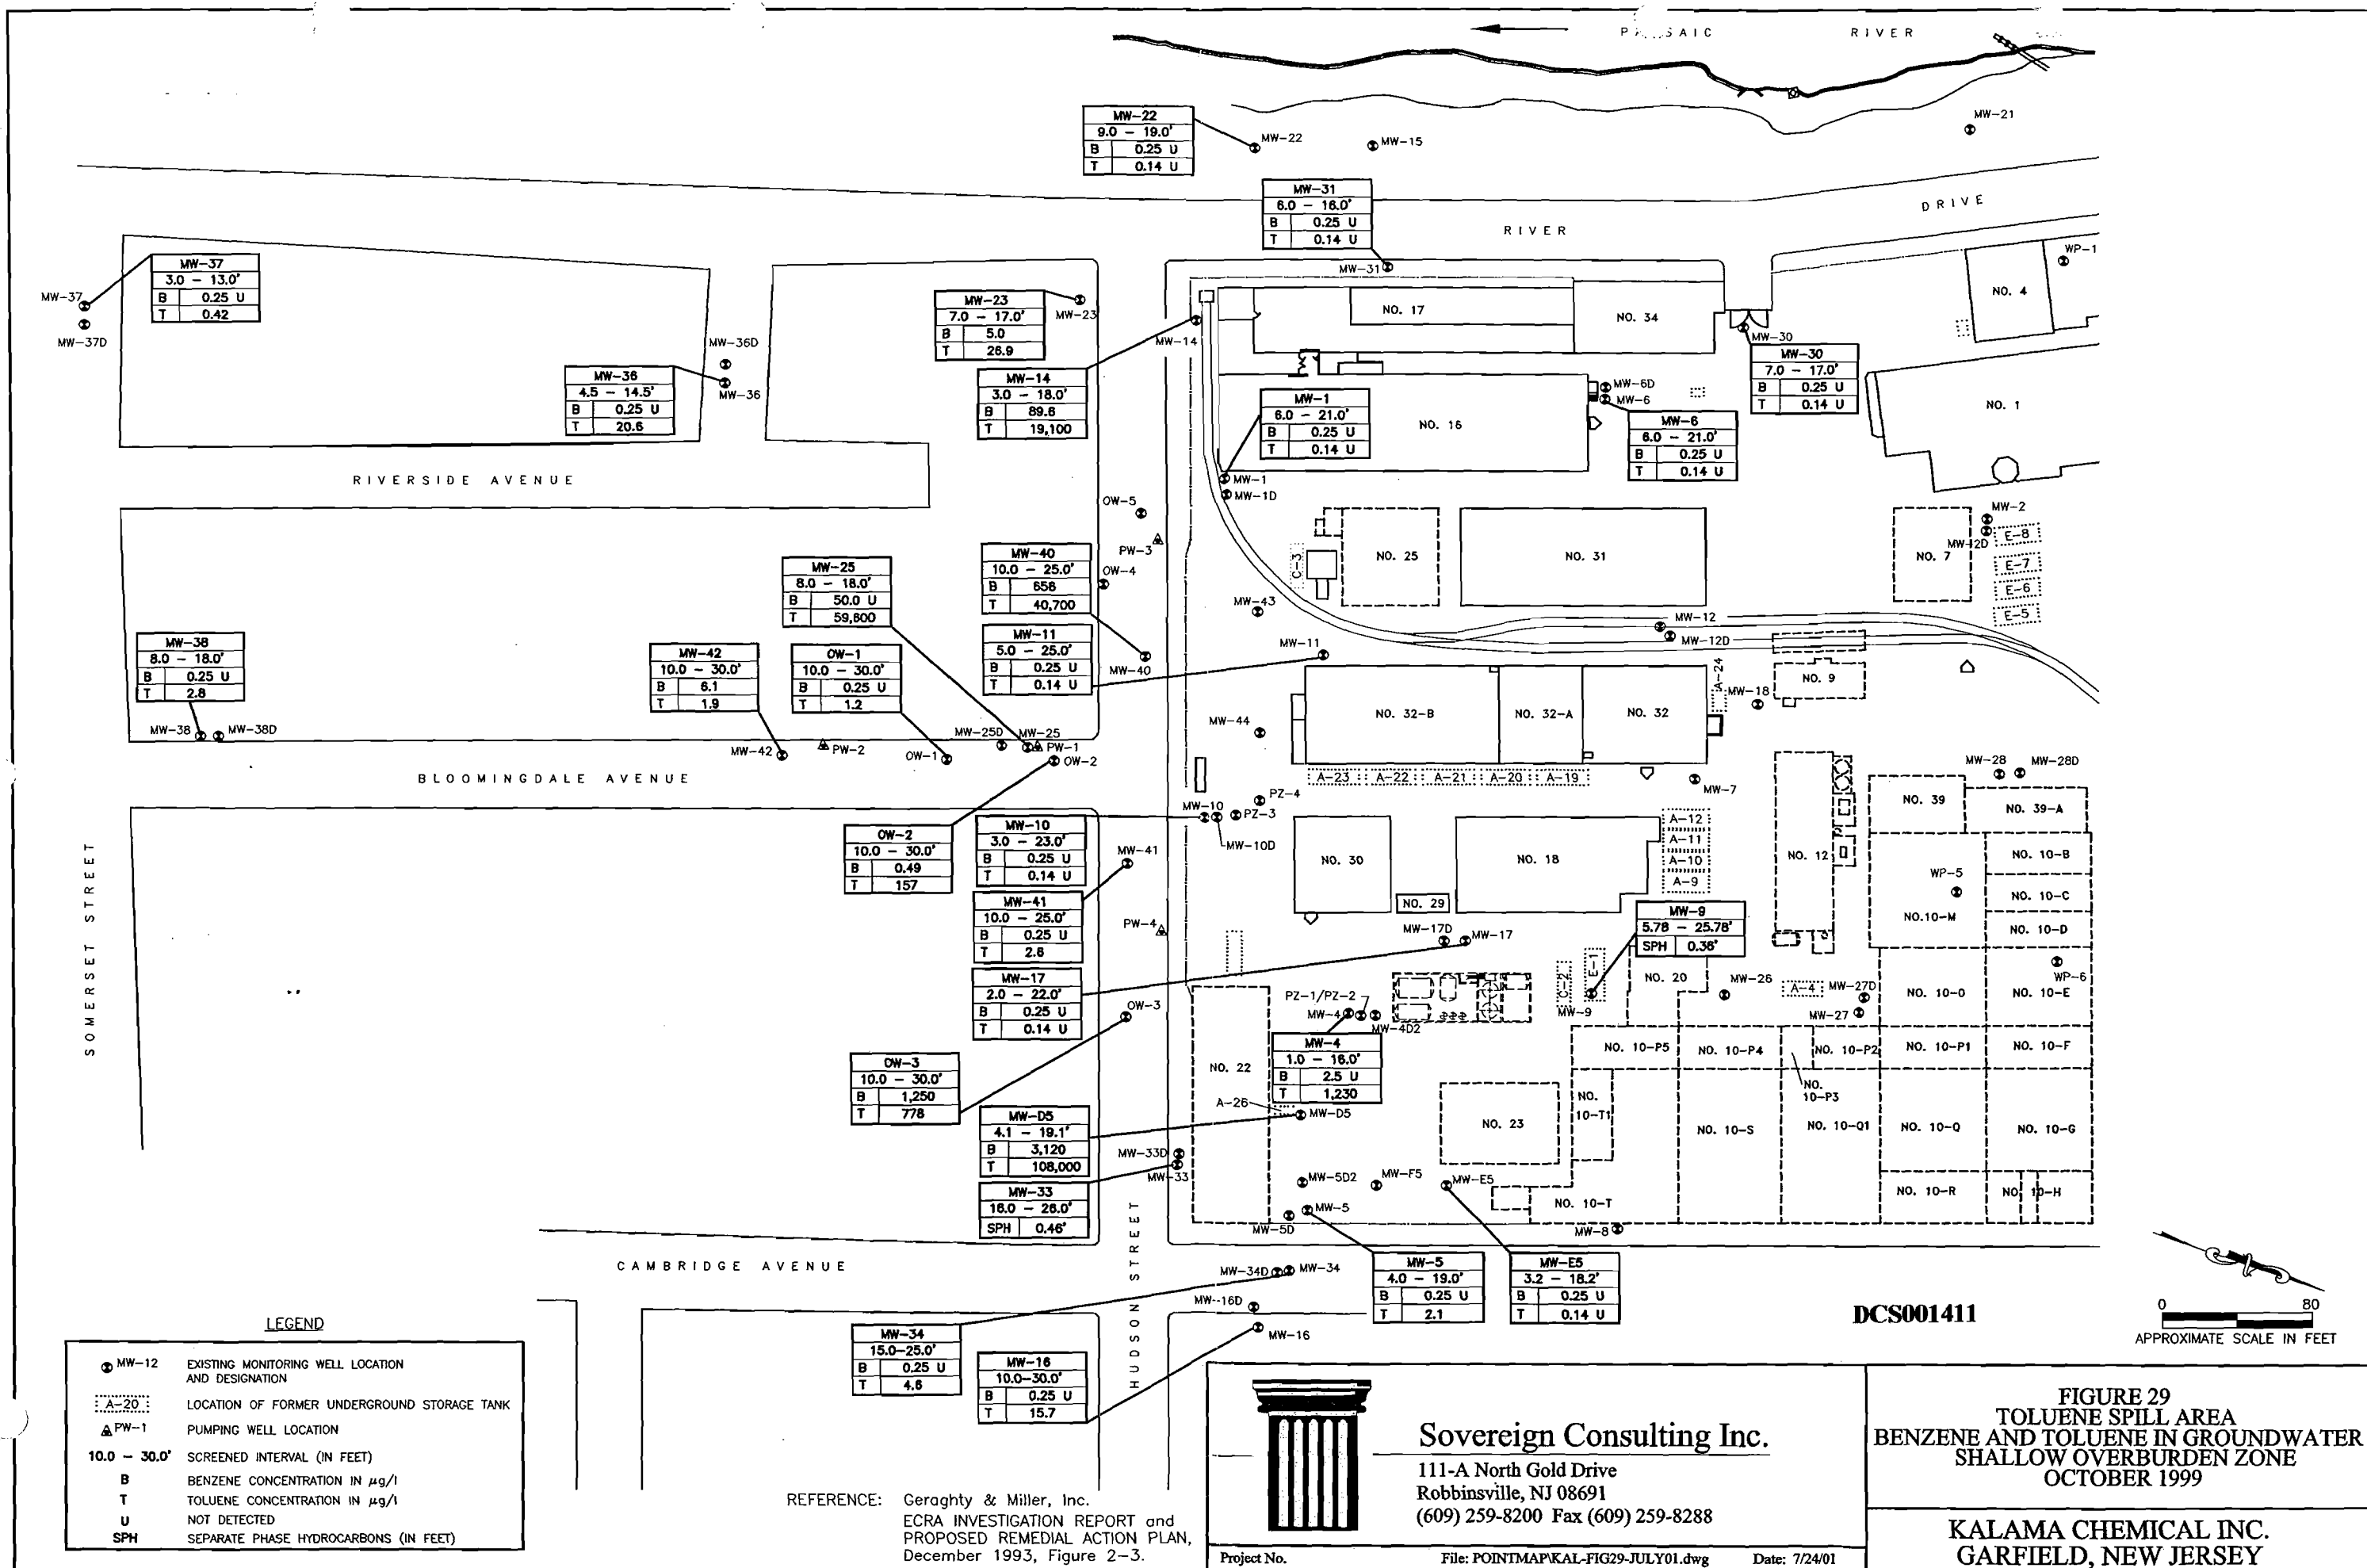 RIVER
MW-21
MW-22
9.0 - 19.0'
B 0.25 U
T 0.14 U
MW-22
MW-15
MW-31
6.0 - 16.0'
B 0.25 U
T 0.14 U
RIVER
DRIVE
WP-1
MW-31
MW-37
3.0 - 13.0'
B 0.25 U
T 0.42
MW-37
MW-37D
MW-36D
MW-36
MW-36
4.5 - 14.5'
B 0.25 U
T 20.6
MW-23
7.0 - 17.0'
B 5.0
T 26.9
MW-23
MW-14
MW-14
3.0 - 18.0'
B 89.6
T 19,100
NO. 17
NO. 34
NO. 4
MW-30
MW-30
7.0 - 17.0'
B 0.25 U
T 0.14 U
MW-1
6.0 - 21.0'
B 0.25 U
T 0.14 U
NO. 16
MW-6D
MW-6
MW-6
6.0 - 21.0'
B 0.25 U
T 0.14 U
NO. 1
RIVERSIDE AVENUE
MW-1
MW-1D
OW-5
PW-3
OW-4
MW-2
MW-12D
E-8
E-7
E-6
E-5
C-3
NO. 25
NO. 31
NO. 7
MW-25
8.0 - 18.0'
B 50.0 U
T 59,800
MW-40
10.0 - 25.0'
B 658
T 40,700
MW-43
MW-12
MW-12D
MW-38
8.0 - 18.0'
B 0.25 U
T 2.8
MW-42
10.0 - 30.0'
B 6.1
T 1.9
OW-1
10.0 - 30.0'
B 0.25 U
T 1.2
MW-11
5.0 - 25.0'
B 0.25 U
T 0.14 U
MW-40
MW-11
A-24
MW-18
NO. 9
NO. 32-B
NO. 32-A
NO. 32
MW-44
MW-38
MW-38D
MW-42
PW-2
OW-1
MW-25D
MW-25
PW-1
OW-2
BLOOMINGDALE AVENUE
A-23
A-22
A-21
A-20
A-19
MW-7
MW-28
MW-28D
NO. 39
NO. 39-A
PZ-4
MW-10
PZ-3
MW-10D
OW-2
10.0 - 30.0'
B 0.49
T 157
MW-10
3.0 - 23.0'
B 0.25 U
T 0.14 U
MW-41
NO. 30
NO. 18
A-12
A-11
A-10
A-9
NO. 12
NO. 10-B
WP-5
NO. 10-C
NO.10-M
NO. 10-D
SOMERSET STREET
MW-41
10.0 - 25.0'
B 0.25 U
T 2.6
PW-4
NO. 29
MW-17D
MW-17
MW-9
5.78 - 25.78'
SPH 0.36'
MW-17
2.0 - 22.0'
B 0.25 U
T 0.14 U
OW-3
C-2
E-1
MW-9
NO. 20
MW-26
A-4
MW-27D
MW-27
WP-6
NO. 10-O
NO. 10-E
PZ-1/PZ-2
MW-4
MW-4D2
MW-4
1.0 - 16.0'
B 2.5 U
T 1,230
OW-3
10.0 - 30.0'
B 1,250
T 778
NO. 22
A-26
MW-D5
NO. 10-P5
NO. 10-P4
NO. 10-P2
NO. 10-P1
NO. 10-F
NO. 10-P3
NO. 10-T1
NO. 23
NO. 10-S
NO. 10-Q1
NO. 10-Q
NO. 10-G
MW-D5
4.1 - 19.1'
B 3,120
T 108,000
MW-33D
MW-33
MW-33
16.0 - 26.0'
SPH 0.46'
MW-5D2
MW-F5
MW-E5
MW-5
MW-5D
NO. 10-T
NO. 10-R
NO. 10-H
MW-8
CAMBRIDGE AVENUE
HUDSON STREET
MW-34D
MW-34
MW-16D
MW-16
MW-5
4.0 - 19.0'
B 0.25 U
T 2.1
MW-E5
3.2 - 18.2'
B 0.25 U
T 0.14 U
MW-34
15.0-25.0'
B 0.25 U
T 4.6
MW-16
10.0-30.0'
B 0.25 U
T 15.7
DCS001411
0 80
APPROXIMATE SCALE IN FEET
LEGEND
MW-12 EXISTING MONITORING WELL LOCATION
AND DESIGNATION
A-20 LOCATION OF FORMER UNDERGROUND STORAGE TANK
PW-1 PUMPING WELL LOCATION
10.0 - 30.0' SCREENED INTERVAL (IN FEET)
B BENZENE CONCENTRATION IN µg/l
T TOLUENE CONCENTRATION IN µg/l
U NOT DETECTED
SPH SEPARATE PHASE HYDROCARBONS (IN FEET)
REFERENCE: Geraghty & Miller, Inc.
ECRA INVESTIGATION REPORT and
PROPOSED REMEDIAL ACTION PLAN,
December 1993, Figure 2-3.
Sovereign Consulting Inc.
111-A North Gold Drive
Robbinsville, NJ 08691
(609) 259-8200 Fax (609) 259-8288
Project No. File: POINTMAP\KAL-FIG29-JULY01.dwg Date: 7/24/01
FIGURE 29
TOLUENE SPILL AREA
BENZENE AND TOLUENE IN GROUNDWATER
SHALLOW OVERBURDEN ZONE
OCTOBER 1999
KALAMA CHEMICAL INC.
GARFIELD, NEW JERSEY